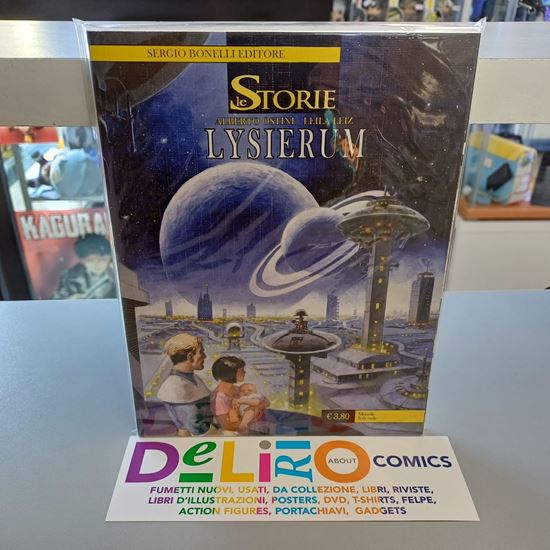 SERGIO BONELLI EDITORE
le STORIE
ALBERTO OSTINI - LEILA LEIZ
LYSIERUM
KAGURA
€ 3,80
DeLiRiO ABOUT COMICS
FUMETTI NUOVI, USATI, DA COLLEZIONE, LIBRI, RIVISTE,
LIBRI D'ILLUSTRAZIONI, POSTERS, DVD, T-SHIRTS, FELPE,
ACTION FIGURES, PORTACHIAVI, GADGETS